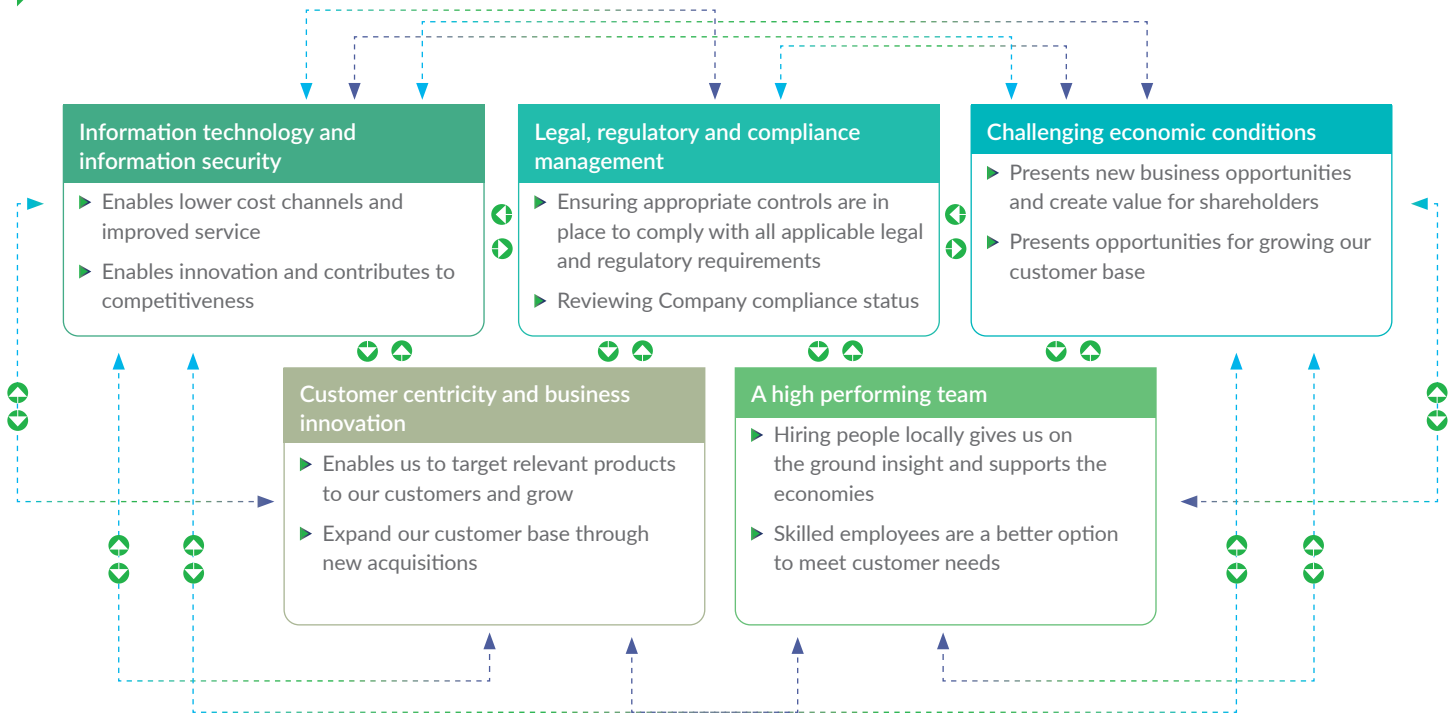 Information technology and
information security
Enables lower cost channels and
improved service
Enables innovation and contributes to
competitiveness
Legal, regulatory and compliance
management
Ensuring appropriate controls are in
place to comply with all applicable legal
and regulatory requirements
Reviewing Company compliance status
Challenging economic conditions
Presents new business opportunities
and create value for shareholders
Presents opportunities for growing our
customer base
Customer centricity and business
innovation
Enables us to target relevant products
to our customers and grow
Expand our customer base through
new acquisitions
A high performing team
Hiring people locally gives us on
the ground insight and supports the
economies
Skilled employees are a better option
to meet customer needs